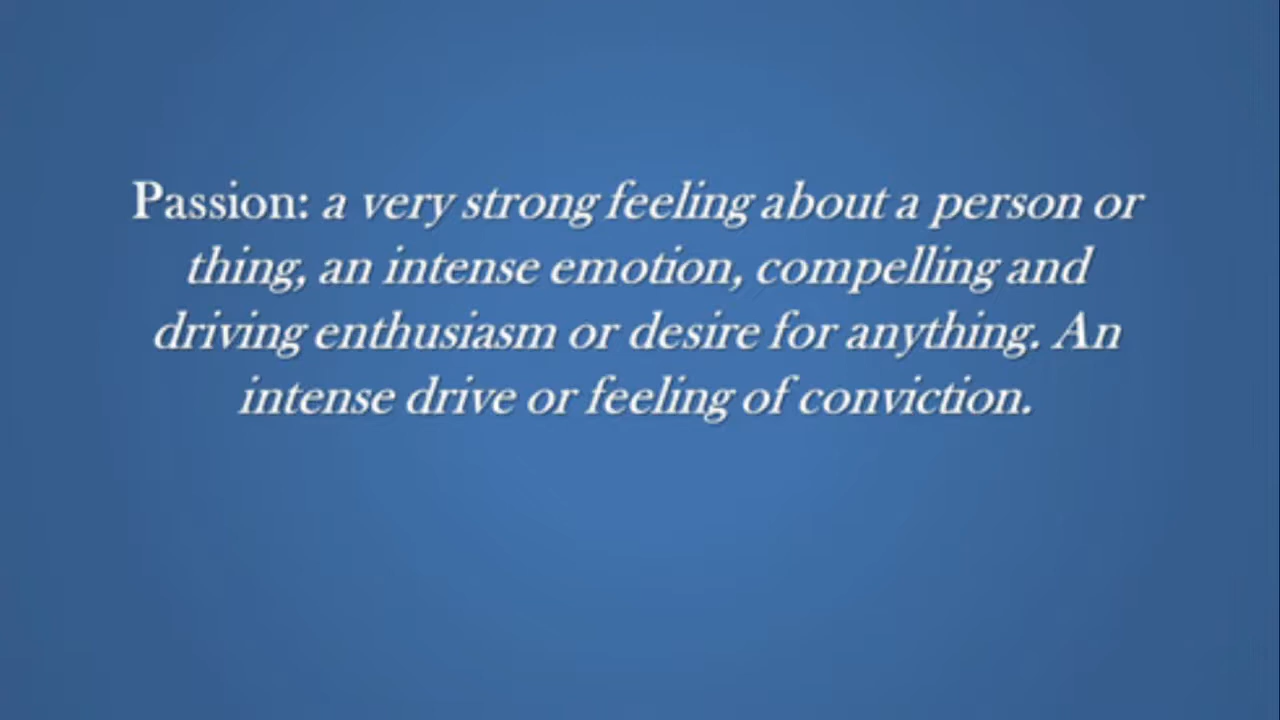 Passion: a very strong feeling about a person or
thing, an intense emotion, compelling and
driving enthusiasm or desire for anything. An
intense drive or feeling of conviction.